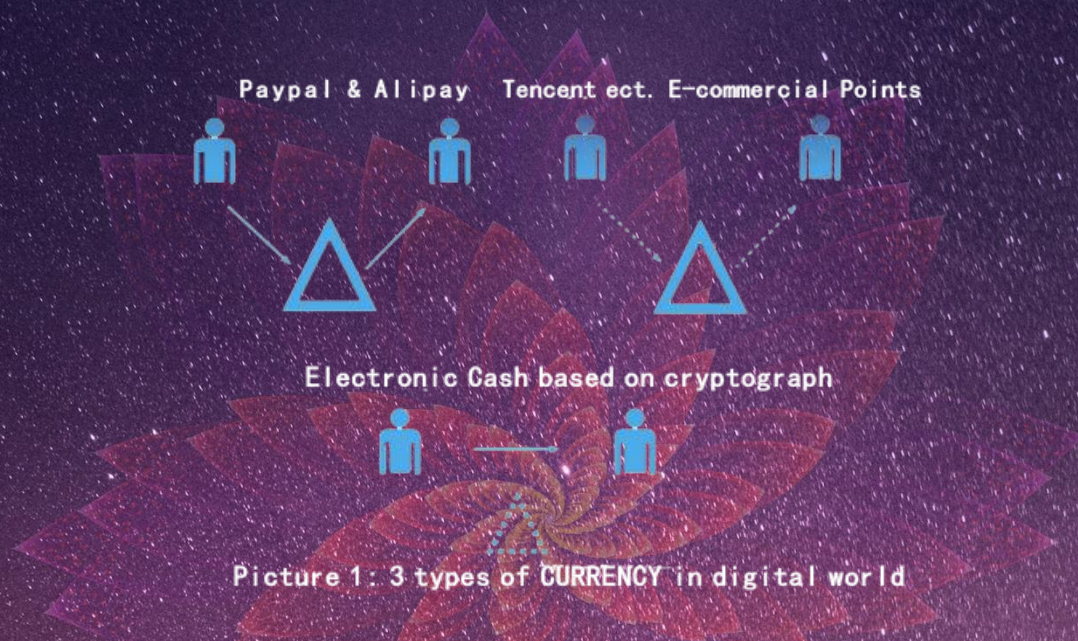 Paypal & Alipay
Tencent ect. E-commercial Points
Electronic Cash based on cryptograph
Picture 1: 3 types of CURRENCY in digital world